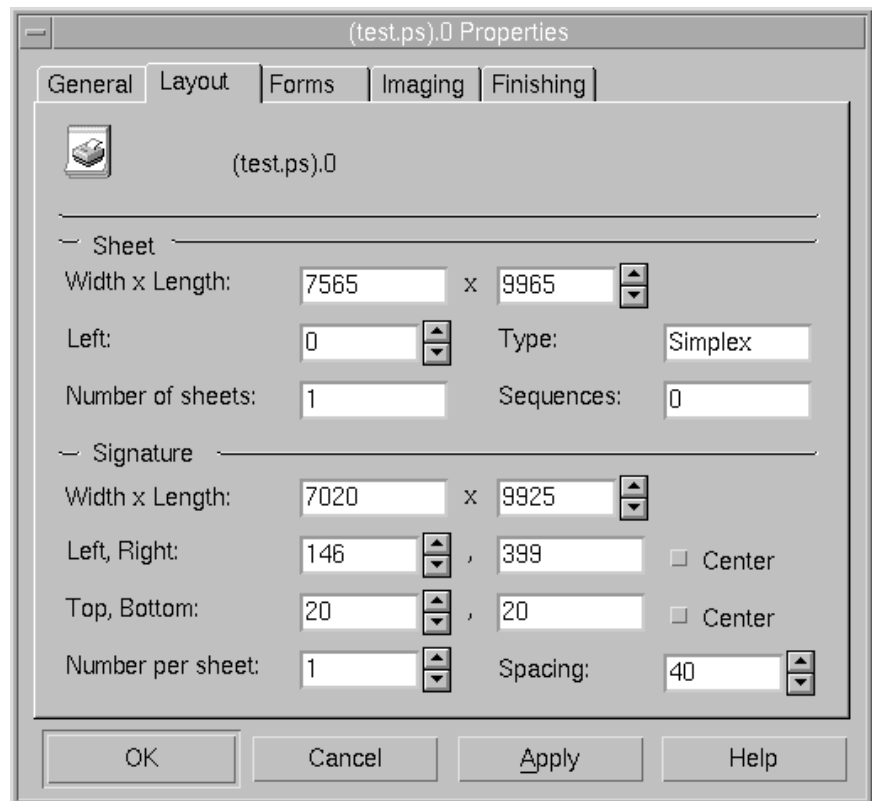 (test.ps).0 Properties
General Layout Forms Imaging Finishing
(test.ps).0
Sheet
Width x Length: 7565 x 9965
Left: 0 Type: Simplex
Number of sheets: 1 Sequences: 0
Signature
Width x Length: 7020 x 9925
Left, Right: 146 , 399 Center
Top, Bottom: 20 , 20 Center
Number per sheet: 1 Spacing: 40
OK Cancel Apply Help